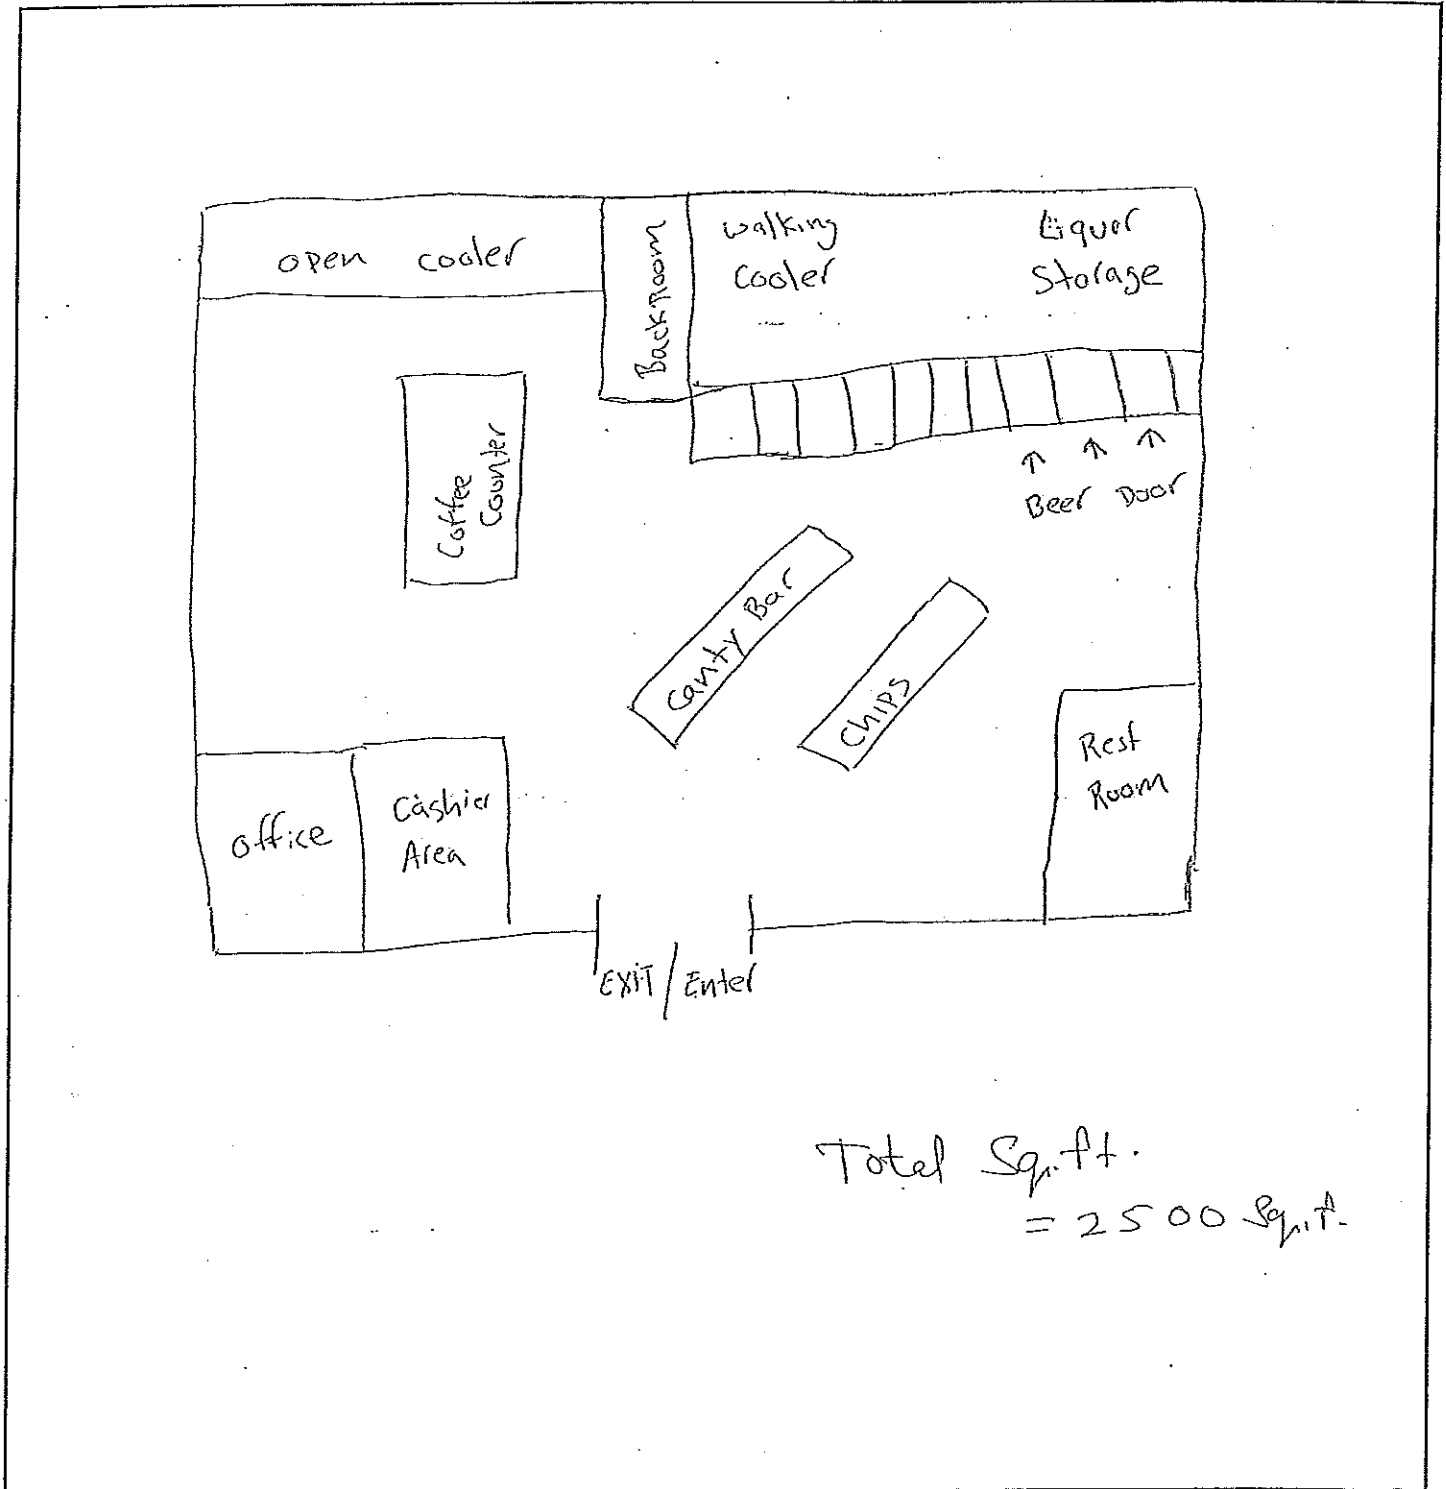 open cooler
BackRoom
walking
Cooler
Liquor
Storage
Coffee
Counter
Beer Door
Canty Bar
Chips
Rest
Room
office
Cashier
Area
EXIT / Enter
Total Sq.ft.
= 2500 Sq.ft.